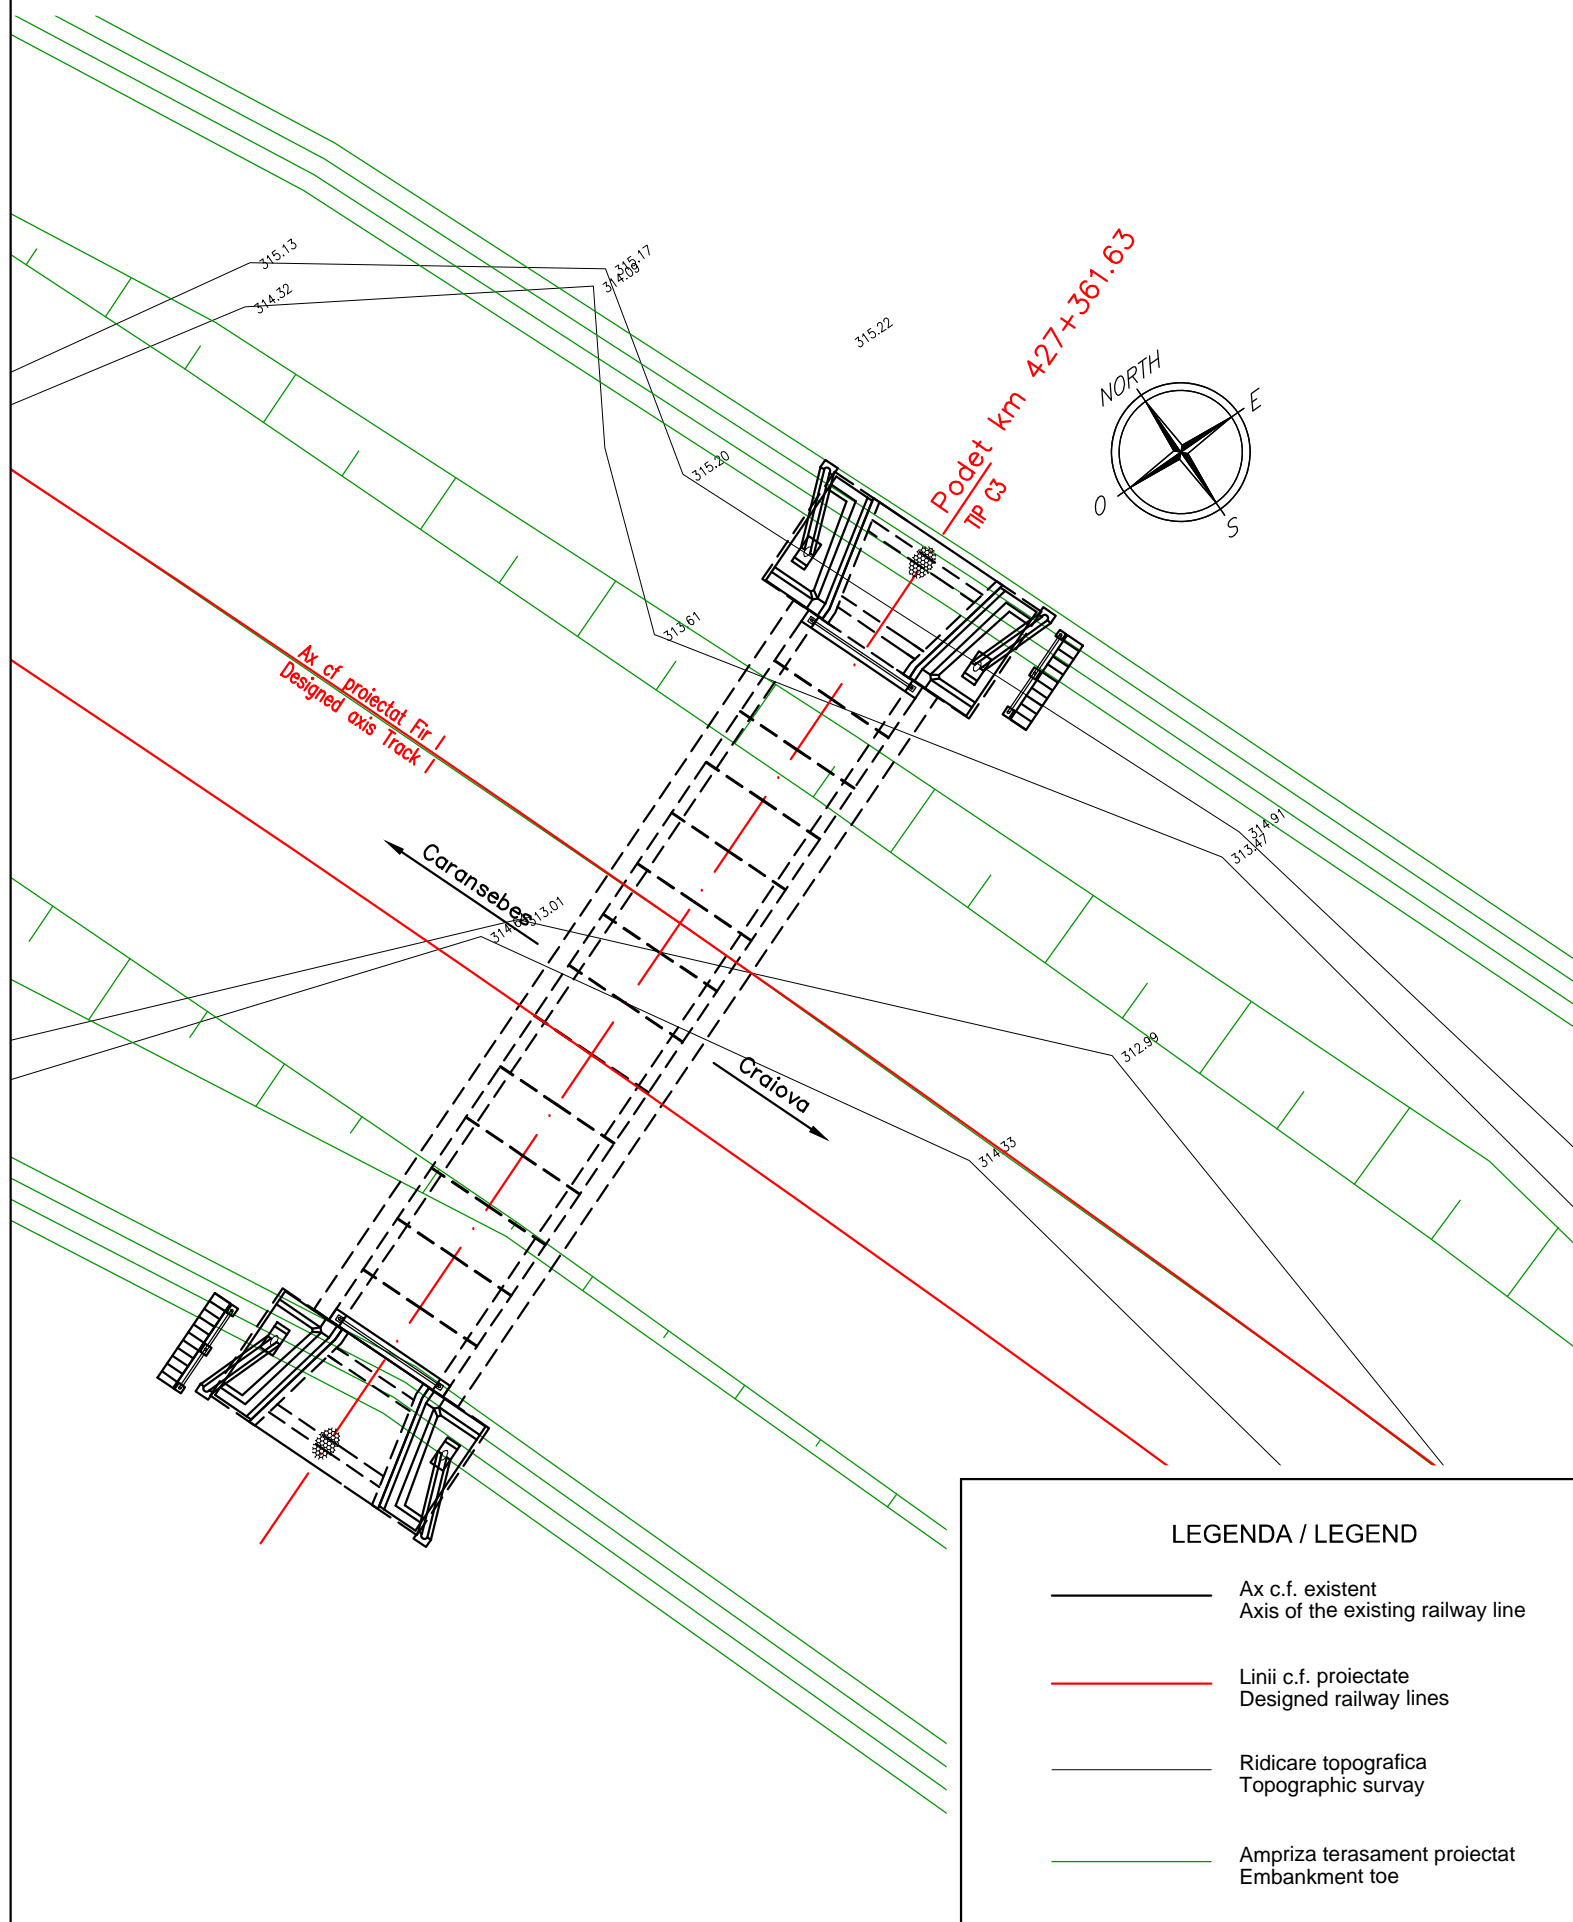 315.13
315.17
314.09
314.32
315.22
Podet km 427+361.63
TIP C3
NORTH
E
O
S
315.20
313.61
Ax cf proiectat Fir I
Designed axis Track I
314.91
313.47
Caransebeș
313.01
312.99
Craiova
314.33
LEGENDA / LEGEND
Ax c.f. existent
Axis of the existing railway line
Linii c.f. proiectate
Designed railway lines
Ridicare topografica
Topographic survay
Ampriza terasament proiectat
Embankment toe